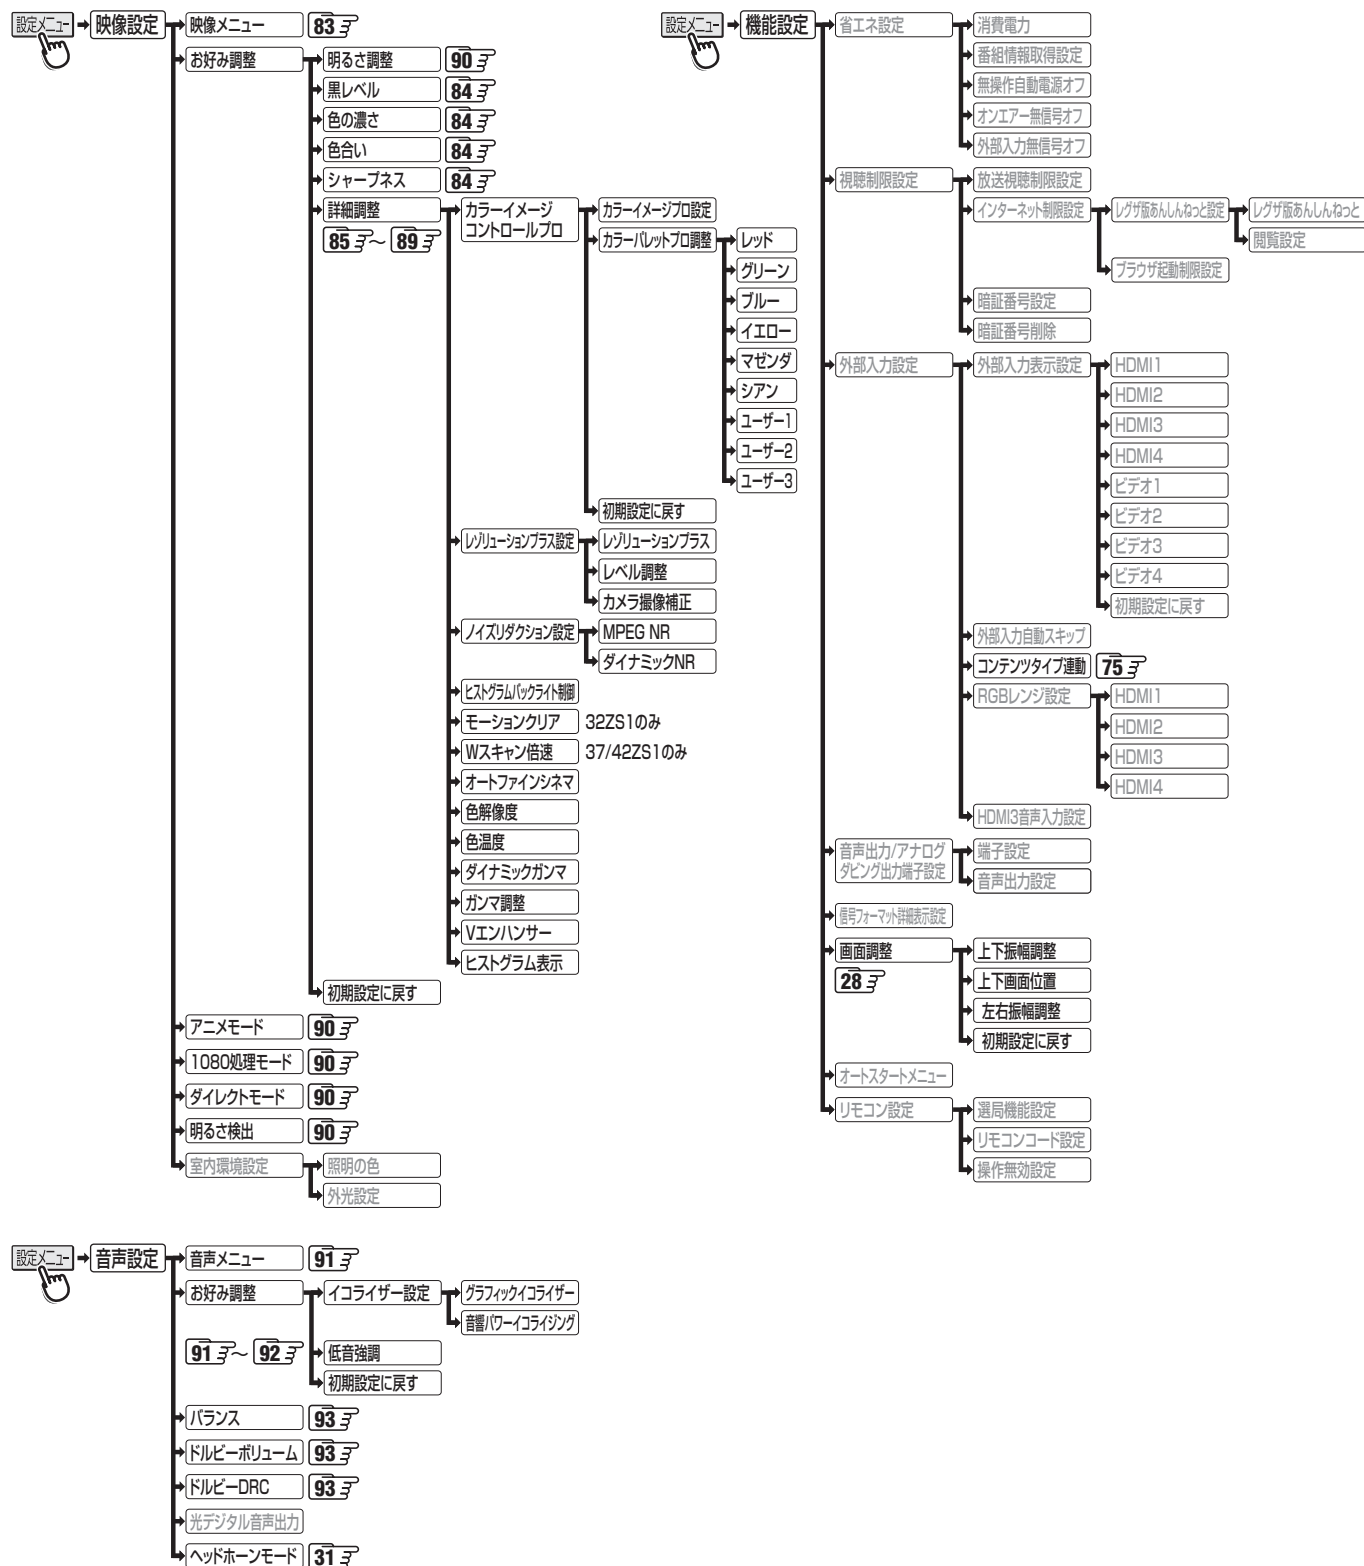 設定メニュー
映像設定
映像メニュー 83
お好み調整
明るさ調整 90
黒レベル 84
色の濃さ 84
色合い 84
シャープネス 84
詳細調整
85 ～ 89
カラーイメージ
コントロールプロ
カラーイメージプロ設定
カラーパレットプロ調整
レッド
グリーン
ブルー
イエロー
マゼンダ
シアン
ユーザー1
ユーザー2
ユーザー3
初期設定に戻す
レゾリューションプラス設定
レゾリューションプラス
レベル調整
カメラ撮像補正
ノイズリダクション設定
MPEG NR
ダイナミックNR
ヒストグラムバックライト制御
モーションクリア 32ZS1のみ
Wスキャン倍速 37/42ZS1のみ
オートファインシネマ
色解像度
色温度
ダイナミックガンマ
ガンマ調整
Vエンハンサー
ヒストグラム表示
初期設定に戻す
アニメモード 90
1080処理モード 90
ダイレクトモード 90
明るさ検出 90
室内環境設定
照明の色
外光設定
設定メニュー
機能設定
省エネ設定
消費電力
番組情報取得設定
無操作自動電源オフ
オンエアー無信号オフ
外部入力無信号オフ
視聴制限設定
放送視聴制限設定
インターネット制限設定
レグザ版あんしんねっと設定
レグザ版あんしんねっと
閲覧設定
ブラウザ起動制限設定
暗証番号設定
暗証番号削除
外部入力設定
外部入力表示設定
HDMI1
HDMI2
HDMI3
HDMI4
ビデオ1
ビデオ2
ビデオ3
ビデオ4
初期設定に戻す
外部入力自動スキップ
コンテンツタイプ連動 75
RGBレンジ設定
HDMI1
HDMI2
HDMI3
HDMI4
HDMI3音声入力設定
音声出力/アナログ
ダビング出力端子設定
端子設定
音声出力設定
信号フォーマット詳細表示設定
画面調整
28
上下振幅調整
上下画面位置
左右振幅調整
初期設定に戻す
オートスタートメニュー
リモコン設定
選局機能設定
リモコンコード設定
操作無効設定
設定メニュー
音声設定
音声メニュー 91
お好み調整
91 ～ 92
イコライザー設定
グラフィックイコライザー
音響パワーイコライジング
低音強調
初期設定に戻す
バランス 93
ドルビーボリューム 93
ドルビーDRC 93
光デジタル音声出力
ヘッドホーンモード 31